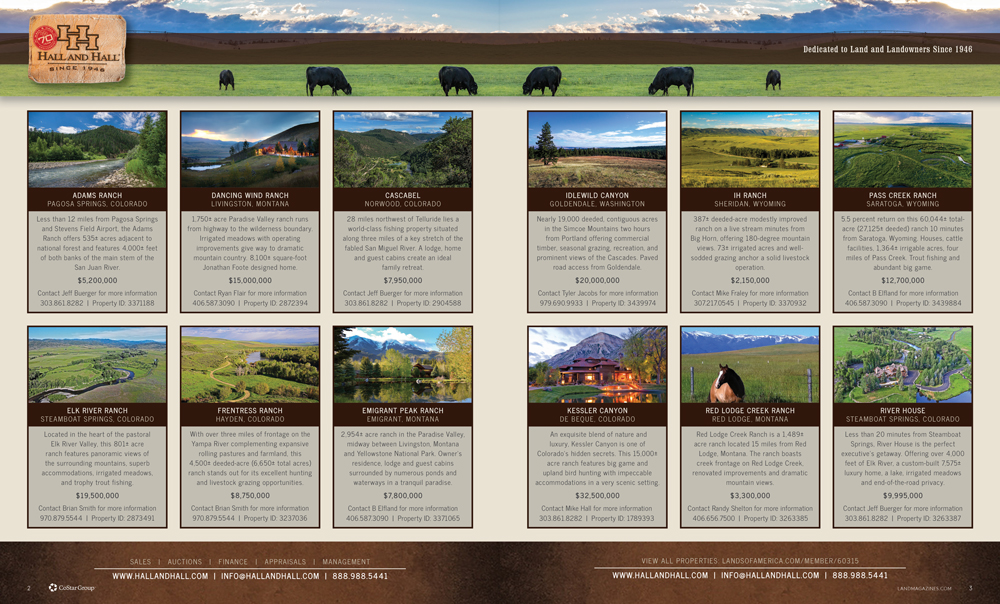 70
H
HALL AND HALL
SINCE 1946
Dedicated to Land and Landowners Since 1946
ADAMS RANCH
PAGOSA SPRINGS, COLORADO
Less than 12 miles from Pagosa Springs
and Stevens Field Airport, the Adams
Ranch offers 535± acres adjacent to
national forest and features 4,000± feet
of both banks of the main stem of the
San Juan River.
$5,200,000
Contact Jeff Buerger for more information
303.861.8282 | Property ID: 3371188
DANCING WIND RANCH
LIVINGSTON, MONTANA
1,750± acre Paradise Valley ranch runs
from highway to the wilderness boundary.
Irrigated meadows with operating
improvements give way to dramatic
mountain country. 8,100± square-foot
Jonathan Foote designed home.
$15,000,000
Contact Ryan Flair for more information
406.587.3090 | Property ID: 2872394
CASCABEL
NORWOOD, COLORADO
28 miles northwest of Telluride lies a
world-class fishing property situated
along three miles of a key stretch of the
fabled San Miguel River. A lodge, home
and guest cabins create an ideal
family retreat.
$7,950,000
Contact Jeff Buerger for more information
303.861.8282 | Property ID: 2904588
IDLEWILD CANYON
GOLDENDALE, WASHINGTON
Nearly 19,000 deeded, contiguous acres
in the Simcoe Mountains two hours
from Portland offering commercial
timber, seasonal grazing, recreation, and
prominent views of the Cascades. Paved
road access from Goldendale.
$20,000,000
Contact Tyler Jacobs for more information
979.690.9933 | Property ID: 3439974
IH RANCH
SHERIDAN, WYOMING
387± deeded-acre modestly improved
ranch on a live stream minutes from
Big Horn, offering 180-degree mountain
views. 73± irrigated acres and well-
sodded grazing anchor a solid livestock
operation.
$2,150,000
Contact Mike Fraley for more information
307.217.0545 | Property ID: 3370932
PASS CREEK RANCH
SARATOGA, WYOMING
5.5 percent return on this 60,044± total-
acre (27,125± deeded) ranch 10 minutes
from Saratoga, Wyoming. Houses, cattle
facilities, 1,364± irrigable acres, four
miles of Pass Creek. Trout fishing and
abundant big game.
$12,700,000
Contact B Elfland for more information
406.587.3090 | Property ID: 3439884
ELK RIVER RANCH
STEAMBOAT SPRINGS, COLORADO
Located in the heart of the pastoral
Elk River Valley, this 801± acre
ranch features panoramic views of
the surrounding mountains, superb
accommodations, irrigated meadows,
and trophy trout fishing.
$19,500,000
Contact Brian Smith for more information
970.879.5544 | Property ID: 2873491
FRENTRESS RANCH
HAYDEN, COLORADO
With over three miles of frontage on the
Yampa River complementing expansive
rolling pastures and farmland, this
4,500± deeded-acre (6,650± total acres)
ranch stands out for its excellent hunting
and livestock grazing opportunities.
$8,750,000
Contact Brian Smith for more information
970.879.5544 | Property ID: 3237036
EMIGRANT PEAK RANCH
EMIGRANT, MONTANA
2,954± acre ranch in the Paradise Valley,
midway between Livingston, Montana
and Yellowstone National Park. Owner's
residence, lodge and guest cabins
surrounded by numerous ponds and
waterways in a tranquil paradise.
$7,800,000
Contact B Elfland for more information
406.587.3090 | Property ID: 3371065
KESSLER CANYON
DE BEQUE, COLORADO
An exquisite blend of nature and
luxury, Kessler Canyon is one of
Colorado's hidden secrets. This 15,000±
acre ranch features big game and
upland bird hunting with impeccable
accommodations in a very scenic setting.
$32,500,000
Contact Mike Hall for more information
303.861.8282 | Property ID: 1789393
RED LODGE CREEK RANCH
RED LODGE, MONTANA
Red Lodge Creek Ranch is a 1,489±
acre ranch located 15 miles from Red
Lodge, Montana. The ranch boasts
creek frontage on Red Lodge Creek,
renovated improvements and dramatic
mountain views.
$3,300,000
Contact Randy Shelton for more information
406.656.7500 | Property ID: 3263385
RIVER HOUSE
STEAMBOAT SPRINGS, COLORADO
Less than 20 minutes from Steamboat
Springs, River House is the perfect
executive's getaway. Offering over 4,000
feet of Elk River, a custom-built 7,575±
luxury home, a lake, irrigated meadows
and end-of-the-road privacy.
$9,995,000
Contact Jeff Buerger for more information
303.861.8282 | Property ID: 3263387
SALES | AUCTIONS | FINANCE | APPRAISALS | MANAGEMENT
WWW.HALLANDHALL.COM | INFO@HALLANDHALL.COM | 888.988.5441
2 CoStar Group
VIEW ALL PROPERTIES: LANDSOFAMERICA.COM/MEMBER/60315
WWW.HALLANDHALL.COM | INFO@HALLANDHALL.COM | 888.988.5441
LANDMAGAZINES.COM 3